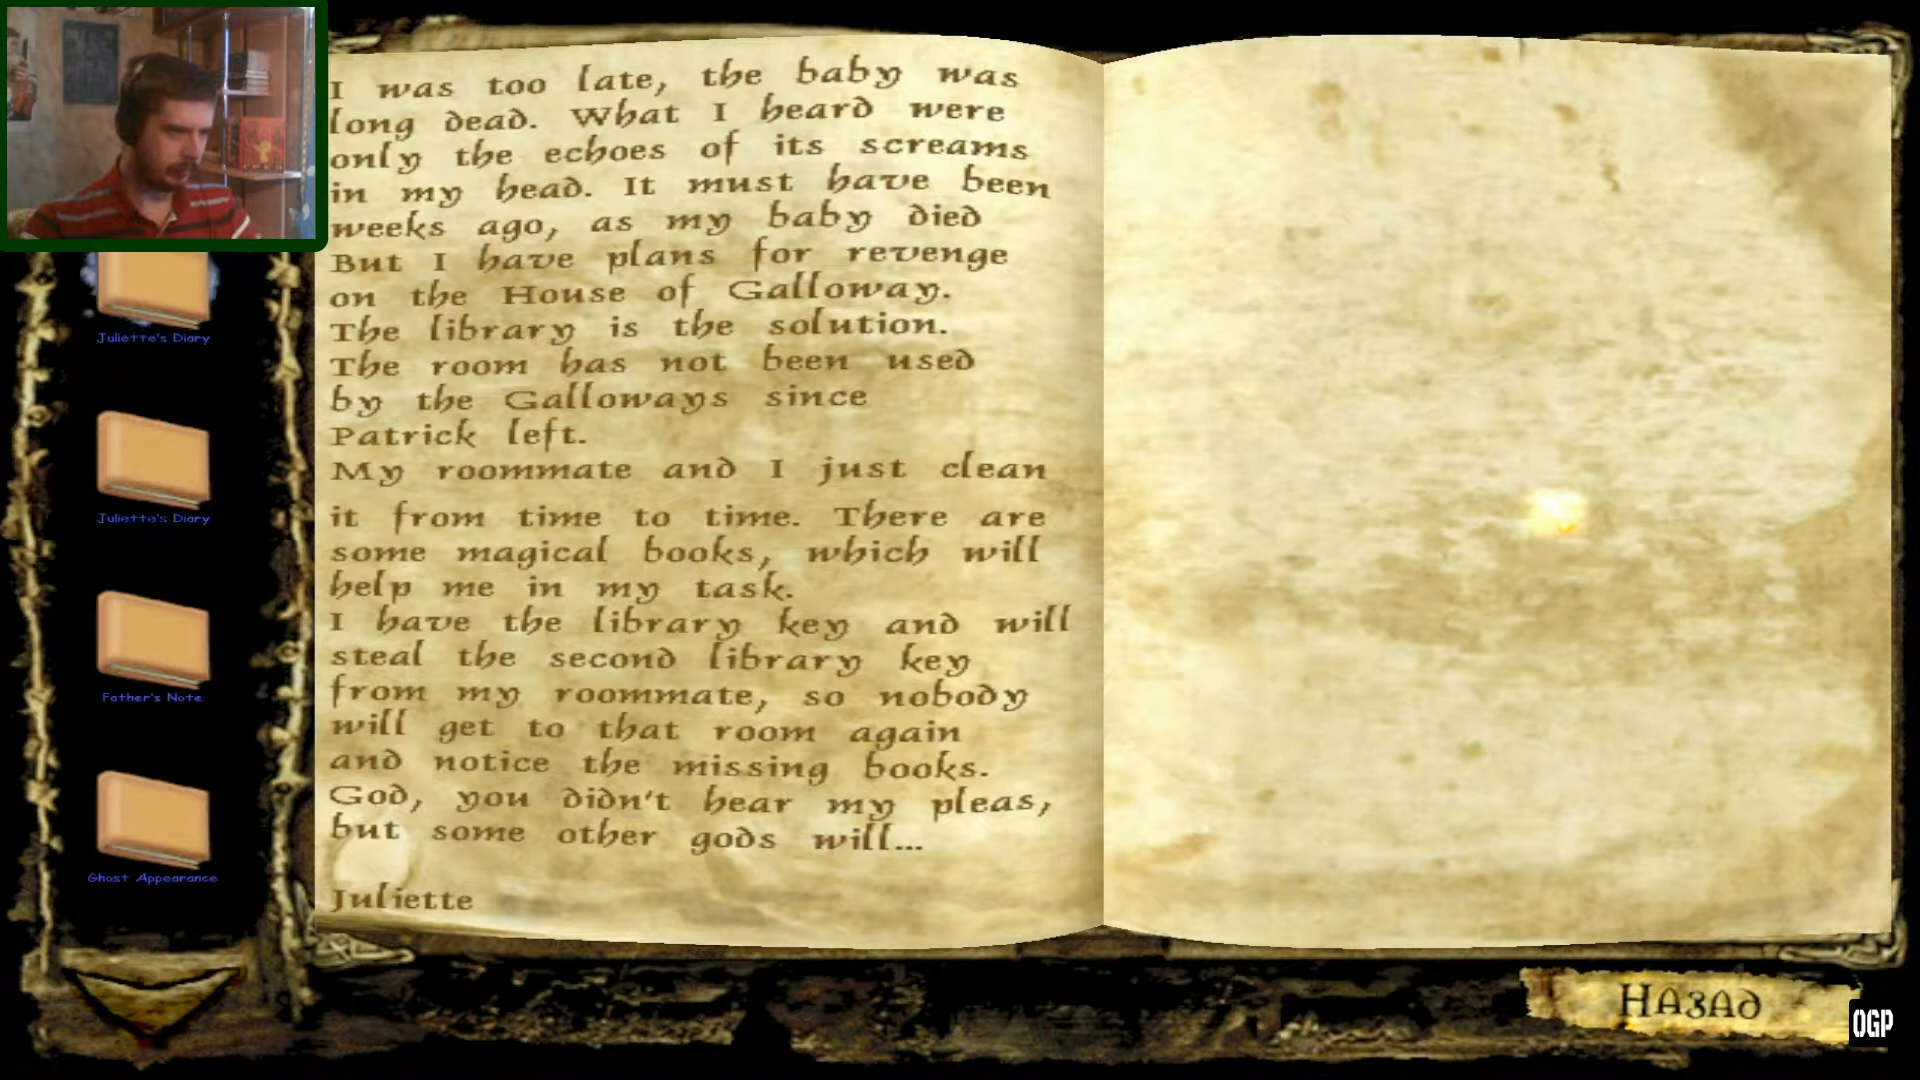 I was too late, the baby was
long dead. What I heard were
only the echoes of its screams
in my head. It must have been
weeks ago, as my baby died
But I have plans for revenge
on the House of Galloway.
The library is the solution.
The room has not been used
by the Galloways since
Patrick left.
My roommate and I just clean
it from time to time. There are
some magical books, which will
help me in my task.
I have the library key and will
steal the second library key
from my roommate, so nobody
will get to that room again
and notice the missing books.
God, you didn't hear my pleas,
but some other gods will...
Juliette
Juliette's Diary
Juliette's Diary
Father's Note
Ghost Appearance
Назад
OGP